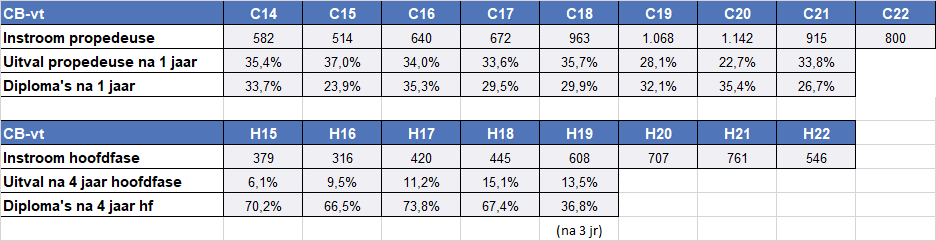 CB-vt C14 C15 C16 C17 C18 C19 C20 C21 C22
Instroom propedeuse 582 514 640 672 963 1.068 1.142 915 800
Uitval propedeuse na 1 jaar 35,4% 37,0% 34,0% 33,6% 35,7% 28,1% 22,7% 33,8%
Diploma's na 1 jaar 33,7% 23,9% 35,3% 29,5% 29,9% 32,1% 35,4% 26,7%
CB-vt H15 H16 H17 H18 H19 H20 H21 H22
Instroom hoofdfase 379 316 420 445 608 707 761 546
Uitval na 4 jaar hoofdfase 6,1% 9,5% 11,2% 15,1% 13,5%
Diploma's na 4 jaar hf 70,2% 66,5% 73,8% 67,4% 36,8%
(na 3 jr)